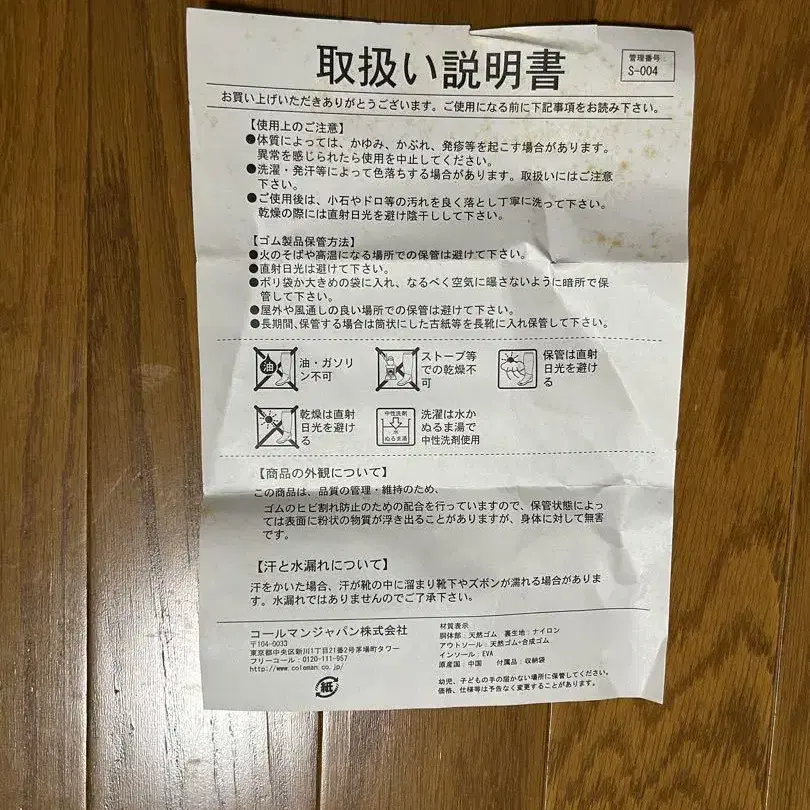 取扱い説明書
管理番号:
S-004
お買い上げいただきありがとうございます。ご使用になる前に下記事項をお読み下さい。
【使用上のご注意】
●体質によっては、かゆみ、かぶれ、発疹等を起こす場合があります。
異常を感じられたら使用を中止してください。
●洗濯・発汗等によって色落ちする場合があります。取扱いにはご注意
下さい。
●ご使用後は、小石やドロ等の汚れを良く落とし丁寧に洗って下さい。
乾燥の際には直射日光を避け陰干しして下さい。
【ゴム製品保管方法】
●火のそばや高温になる場所での保管は避けて下さい。
●直射日光は避けて下さい。
●ポリ袋か大きめの袋に入れ、なるべく空気に曝さないように暗所で保
管して下さい。
●屋外や風通しの良い場所での保管は避けて下さい。
●長期間、保管する場合は筒状にした古紙等を長靴に入れ保管して下さい。
油
油・ガソリ
ン不可
ストーブ等
での乾燥不
可
保管は直射
日光を避け
る
乾燥は直射
日光を避け
る
中性洗剤
水
ぬるま湯
洗濯は水か
ぬるま湯で
中性洗剤使用
【商品の外観について】
この商品は、品質の管理・維持のため、
ゴムのヒビ割れ防止のための配合を行っていますので、保管状態によっ
ては表面に粉状の物質が浮き出ることがありますが、身体に対して無害
です。
【汗と水漏れについて】
汗をかいた場合、汗が靴の中に溜まり靴下やズボンが濡れる場合がありま
す。水漏れではありませんのでご了承下さい。
コールマンジャパン株式会社
〒104-0033
東京都中央区新川1丁目21番2号茅場町タワー
フリーコール:0120-111-957
http://www.coleman.co.jp/
紙
材質表示
胴体部:天然ゴム 裏生地:ナイロン
アウトソール:天然ゴム+合成ゴム
インソール:EVA
原産国:中国 付属品:収納袋
幼児、子どもの手の届かない場所に保管してください。
価格、仕様等は予告なく変更することがあります。